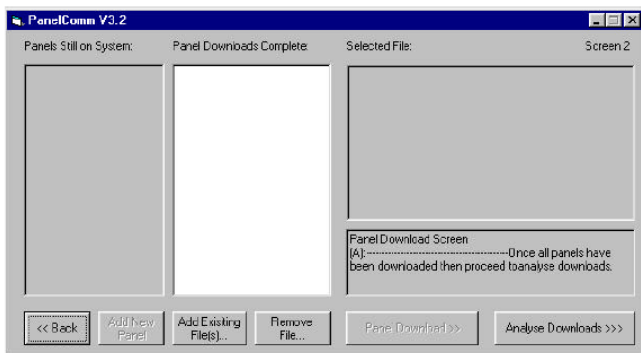 PanelComm V3.2
Panels Still on System:
Panel Downloads Complete:
Selected File:
Screen 2
Panel Download Screen
(A):--------------------------------------------Once all panels have
been downloaded then proceed toanalyse downloads.
<< Back
Add New
Panel
Add Existing
File(s)...
Remove
File...
Panel Download >>
Analyse Downloads >>>